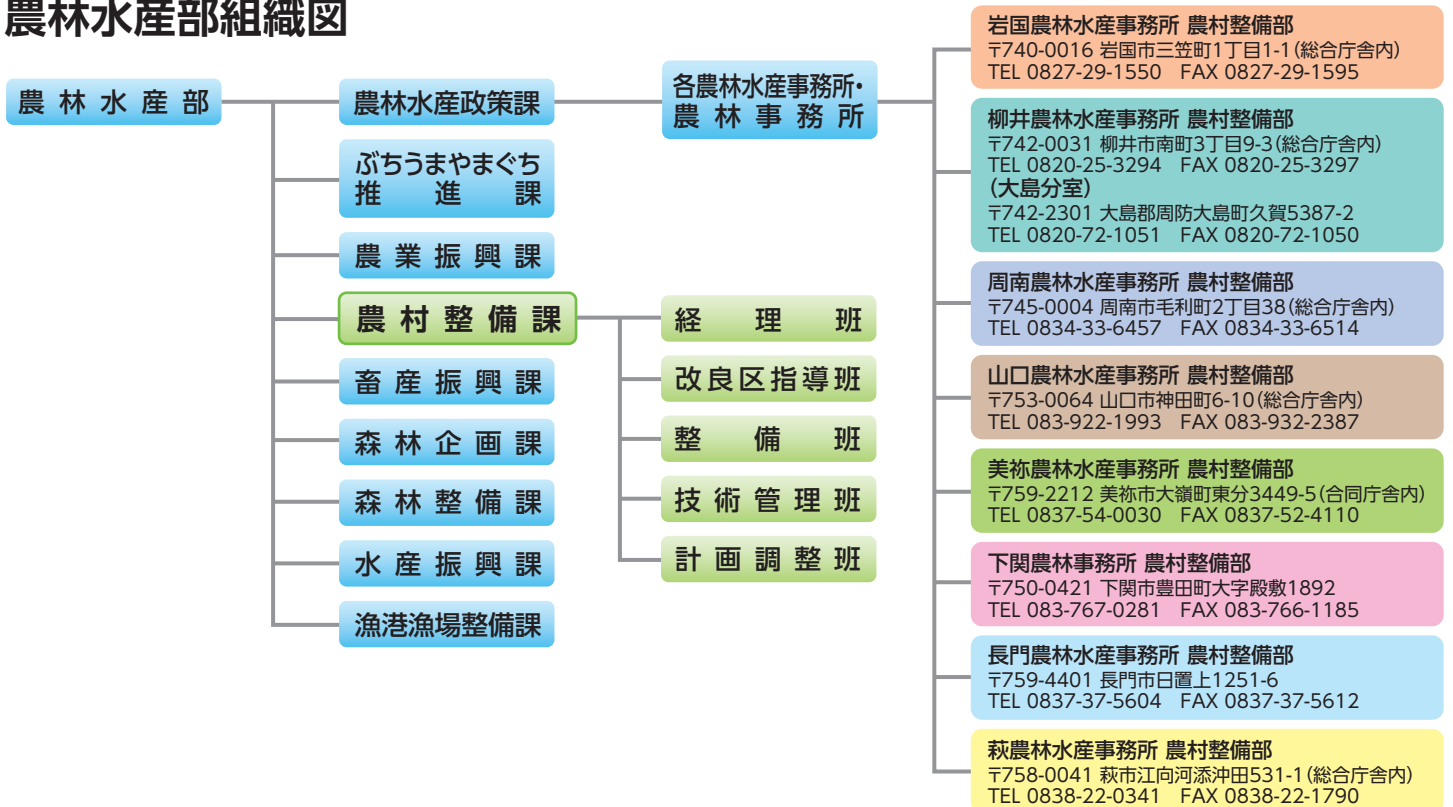 農林水産部組織図
農林水産部
農林水産政策課
ぶちうまやまぐち
推進課
農業振興課
農村整備課
畜産振興課
森林企画課
森林整備課
水産振興課
漁港漁場整備課
各農林水産事務所・
農林事務所
経理班
改良区指導班
整備班
技術管理班
計画調整班
岩国農林水産事務所 農村整備部
〒740-0016 岩国市三笠町1丁目1-1(総合庁舎内)
TEL 0827-29-1550 FAX 0827-29-1595
柳井農林水産事務所 農村整備部
〒742-0031 柳井市南町3丁目9-3(総合庁舎内)
TEL 0820-25-3294 FAX 0820-25-3297
(大島分室)
〒742-2301 大島郡周防大島町久賀5387-2
TEL 0820-72-1051 FAX 0820-72-1050
周南農林水産事務所 農村整備部
〒745-0004 周南市毛利町2丁目38(総合庁舎内)
TEL 0834-33-6457 FAX 0834-33-6514
山口農林水産事務所 農村整備部
〒753-0064 山口市神田町6-10(総合庁舎内)
TEL 083-922-1993 FAX 083-932-2387
美祢農林水産事務所 農村整備部
〒759-2212 美祢市大嶺町東分3449-5(合同庁舎内)
TEL 0837-54-0030 FAX 0837-52-4110
下関農林事務所 農村整備部
〒750-0421 下関市豊田町大字殿敷1892
TEL 083-767-0281 FAX 083-766-1185
長門農林水産事務所 農村整備部
〒759-4401 長門市日置上1251-6
TEL 0837-37-5604 FAX 0837-37-5612
萩農林水産事務所 農村整備部
〒758-0041 萩市江向河添沖田531-1(総合庁舎内)
TEL 0838-22-0341 FAX 0838-22-1790